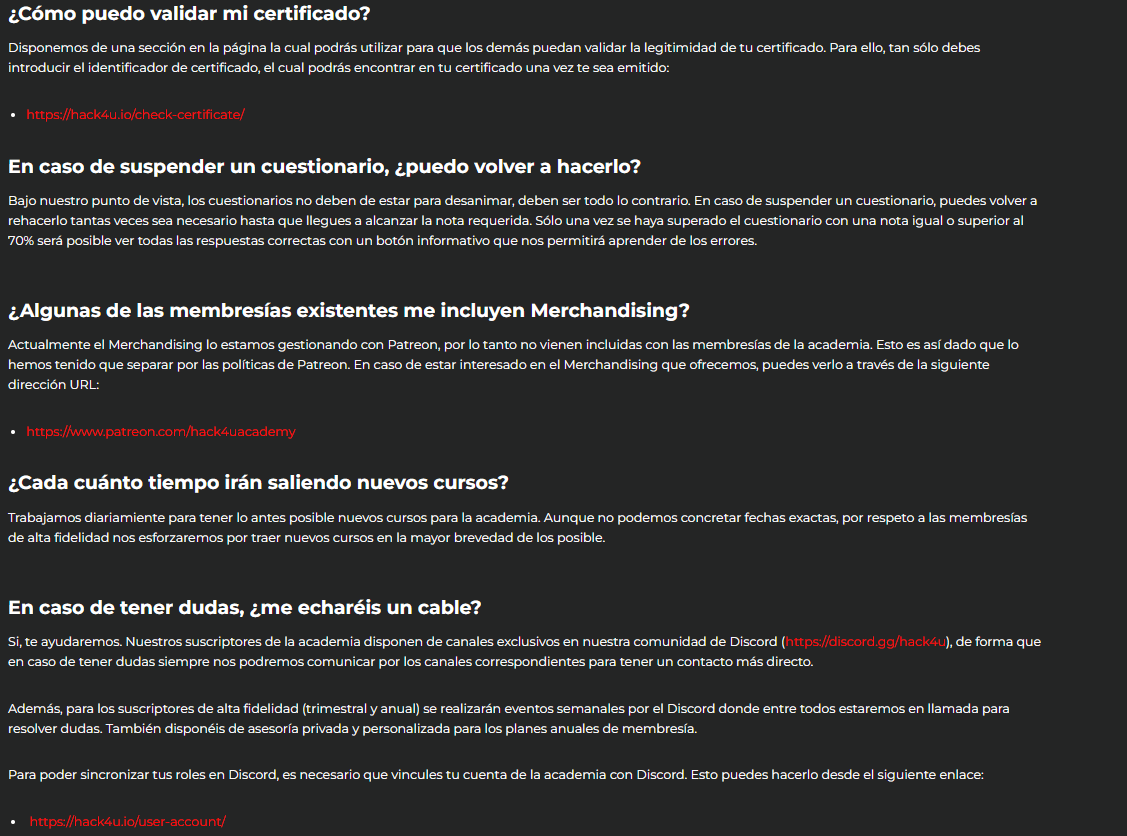 ¿Cómo puedo validar mi certificado?
Disponemos de una sección en la página la cual podrás utilizar para que los demás puedan validar la legitimidad de tu certificado. Para ello, tan sólo debes
introducir el identificador de certificado, el cual podrás encontrar en tu certificado una vez te sea emitido:
• https://hack4u.io/check-certificate/
En caso de suspender un cuestionario, ¿puedo volver a hacerlo?
Bajo nuestro punto de vista, los cuestionarios no deben de estar para desanimar, deben ser todo lo contrario. En caso de suspender un cuestionario, puedes volver a
rehacerlo tantas veces sea necesario hasta que llegues a alcanzar la nota requerida. Sólo una vez se haya superado el cuestionario con una nota igual o superior al
70% será posible ver todas las respuestas correctas con un botón informativo que nos permitirá aprender de los errores.
¿Algunas de las membresías existentes me incluyen Merchandising?
Actualmente el Merchandising lo estamos gestionando con Patreon, por lo tanto no vienen incluidas con las membresías de la academia. Esto es así dado que lo
hemos tenido que separar por las políticas de Patreon. En caso de estar interesado en el Merchandising que ofrecemos, puedes verlo a través de la siguiente
dirección URL:
• https://www.patreon.com/hack4uacademy
¿Cada cuánto tiempo irán saliendo nuevos cursos?
Trabajamos diariamiente para tener lo antes posible nuevos cursos para la academia. Aunque no podemos concretar fechas exactas, por respeto a las membresías
de alta fidelidad nos esforzaremos por traer nuevos cursos en la mayor brevedad de los posible.
En caso de tener dudas, ¿me echaréis un cable?
Si, te ayudaremos. Nuestros suscriptores de la academia disponen de canales exclusivos en nuestra comunidad de Discord (https://discord.gg/hack4u), de forma que
en caso de tener dudas siempre nos podremos comunicar por los canales correspondientes para tener un contacto más directo.
Además, para los suscriptores de alta fidelidad (trimestral y anual) se realizarán eventos semanales por el Discord donde entre todos estaremos en llamada para
resolver dudas. También disponéis de asesoría privada y personalizada para los planes anuales de membresía.
Para poder sincronizar tus roles en Discord, es necesario que vincules tu cuenta de la academia con Discord. Esto puedes hacerlo desde el siguiente enlace:
• https://hack4u.io/user-account/